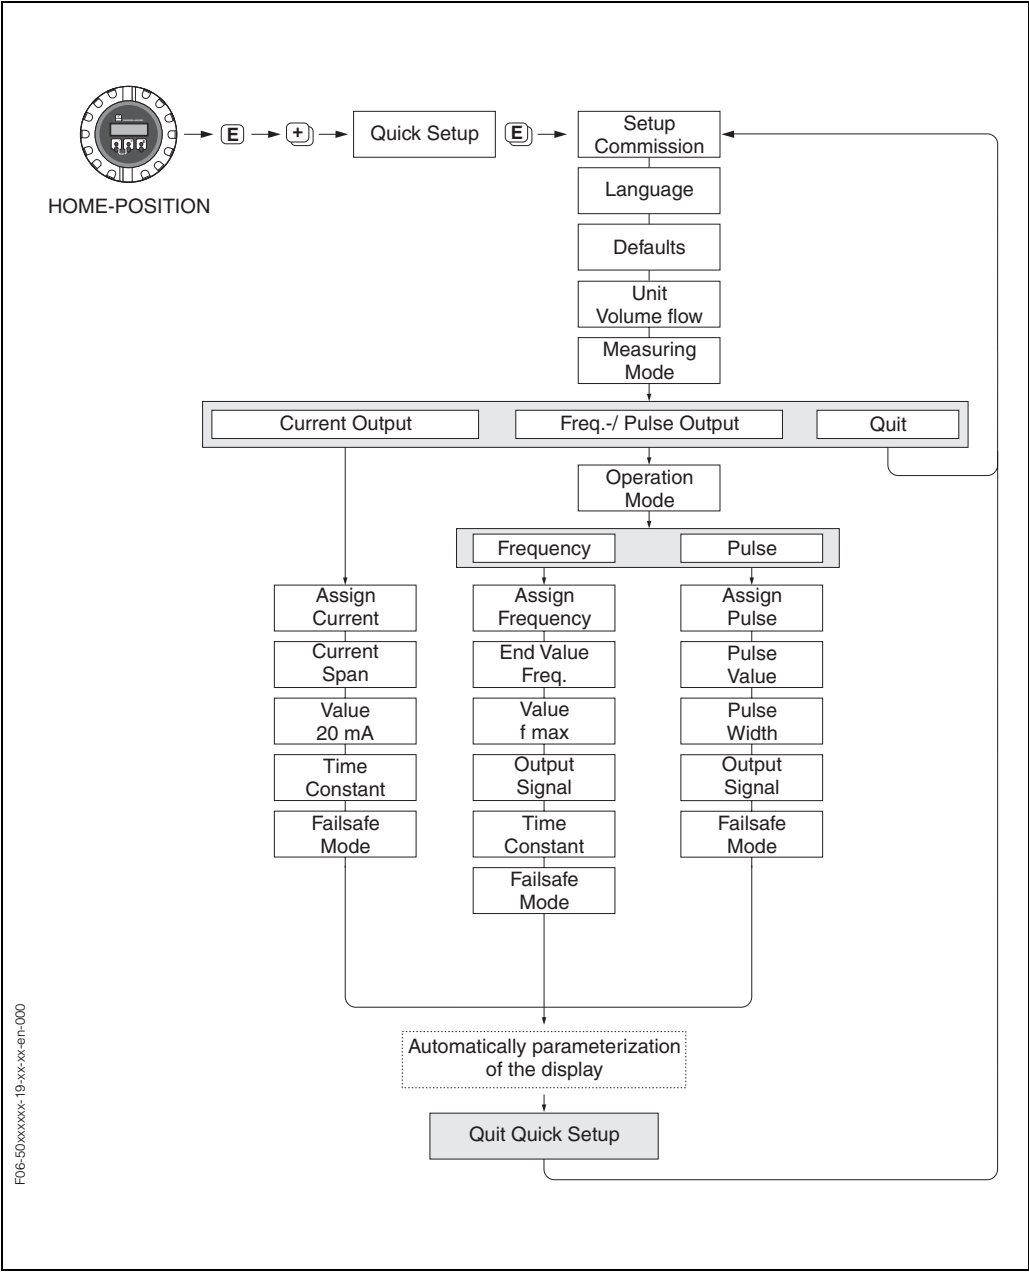 E
+
Quick Setup
E
Setup
Commission
HOME-POSITION
Language
Defaults
Unit
Volume flow
Measuring
Mode
Current Output
Freq.-/ Pulse Output
Quit
Operation
Mode
Frequency
Pulse
Assign
Current
Current
Span
Value
20 mA
Time
Constant
Failsafe
Mode
Assign
Frequency
End Value
Freq.
Value
f max
Output
Signal
Time
Constant
Failsafe
Mode
Assign
Pulse
Pulse
Value
Pulse
Width
Output
Signal
Failsafe
Mode
Automatically parameterization
of the display
Quit Quick Setup
F06-50xxxxxx-19-xx-xx-en-000